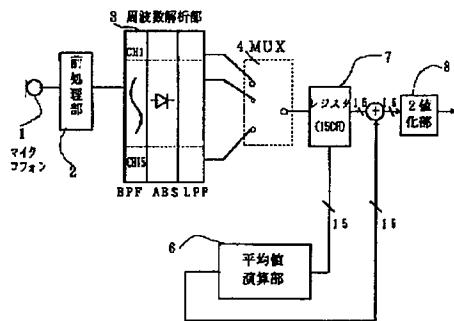 3 周波数解析部
CH1
CH15
BPF ABS LPF
前処理部
2
1
マイク
コフォン
4 MUX
7
レジスタ
(15CH)
15
15
8
2値
化部
15
15
6
平均値
演算部